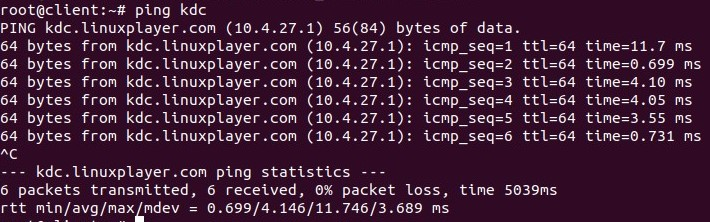 root@client:~# ping kdc
PING kdc.linuxplayer.com (10.4.27.1) 56(84) bytes of data.
64 bytes from kdc.linuxplayer.com (10.4.27.1): icmp_seq=1 ttl=64 time=11.7 ms
64 bytes from kdc.linuxplayer.com (10.4.27.1): icmp_seq=2 ttl=64 time=0.699 ms
64 bytes from kdc.linuxplayer.com (10.4.27.1): icmp_seq=3 ttl=64 time=4.10 ms
64 bytes from kdc.linuxplayer.com (10.4.27.1): icmp_seq=4 ttl=64 time=4.05 ms
64 bytes from kdc.linuxplayer.com (10.4.27.1): icmp_seq=5 ttl=64 time=3.55 ms
64 bytes from kdc.linuxplayer.com (10.4.27.1): icmp_seq=6 ttl=64 time=0.731 ms
^C
--- kdc.linuxplayer.com ping statistics ---
6 packets transmitted, 6 received, 0% packet loss, time 5039ms
rtt min/avg/max/mdev = 0.699/4.146/11.746/3.689 ms